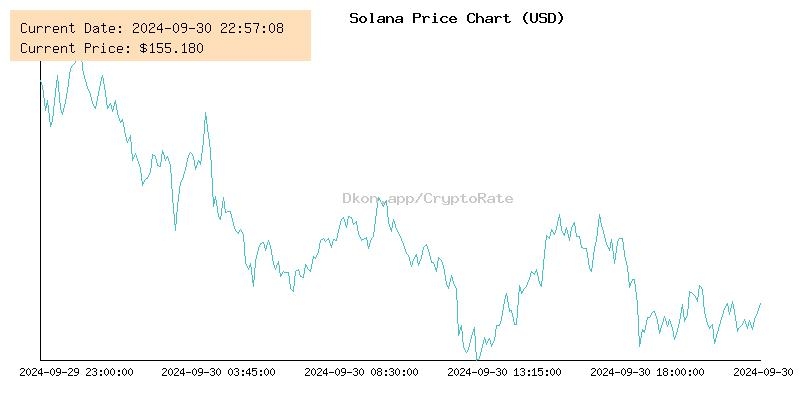 Solana Price Chart (USD)
Current Date: 2024-09-30 22:57:08
Current Price: $155.180
Dkon.app/CryptoRate
2024-09-29 23:00:00 2024-09-30 03:45:00 2024-09-30 08:30:00 2024-09-30 13:15:00 2024-09-30 18:00:00 2024-09-30